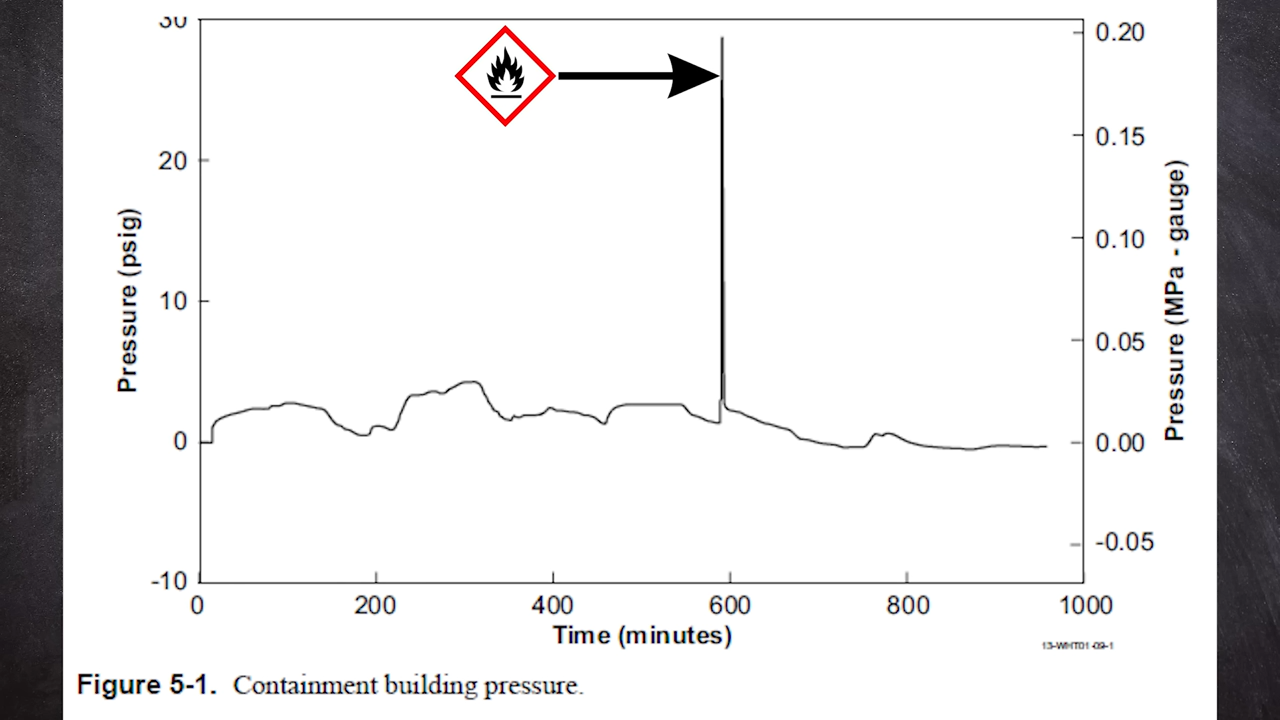 30
20
10
0
-10
Pressure (psig)
0.20
0.15
0.10
0.05
0.00
-0.05
Pressure (MPa - gauge)
0 200 400 600 800 1000
Time (minutes)
13-WHT01-09-1
Figure 5-1. Containment building pressure.